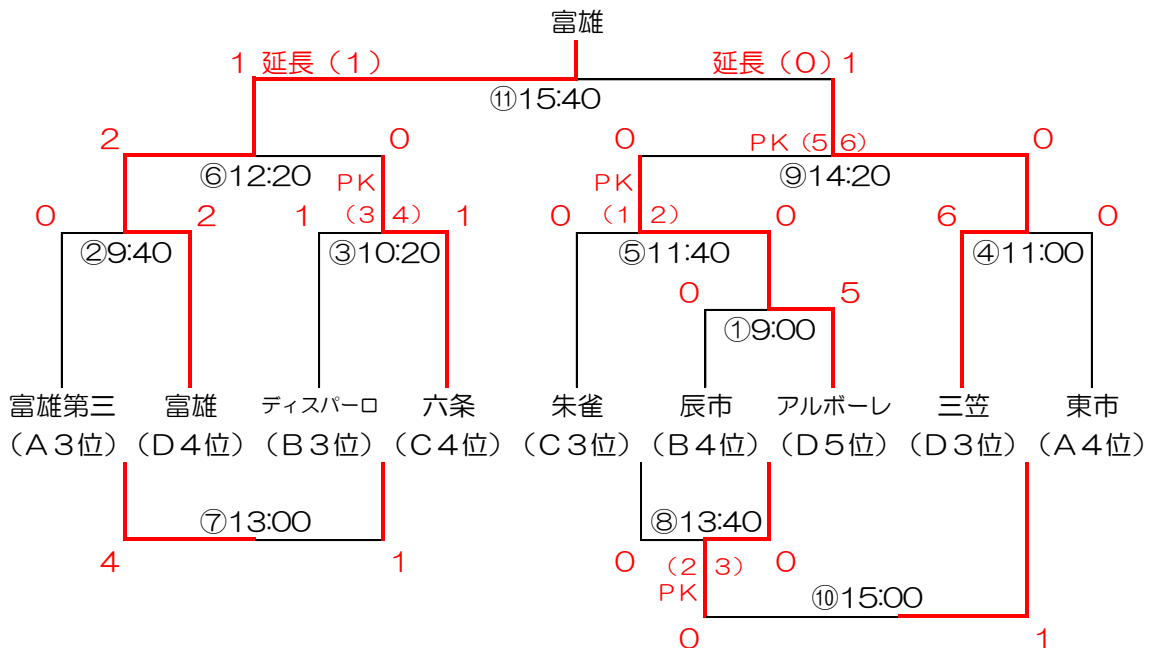 富雄
1 延長（1） 延長（0）1
⑪15:40
2 0 0 PK（5 6） 0
⑥12:20 PK PK ⑨14:20
0 2 1 （3 4） 1 0 （1 2） 0 6 0
②9:40 ③10:20 ⑤11:40 ④11:00
0 5
①9:00
富雄第三 富雄 ディスパーロ 六条 朱雀 辰市 アルボーレ 三笠 東市
（A3位） （D4位） （B3位） （C4位） （C3位） （B4位） （D5位） （D3位） （A4位）
⑦13:00 ⑧13:40
4 1 0 （2 3） 0
PK ⑩15:00
0 1